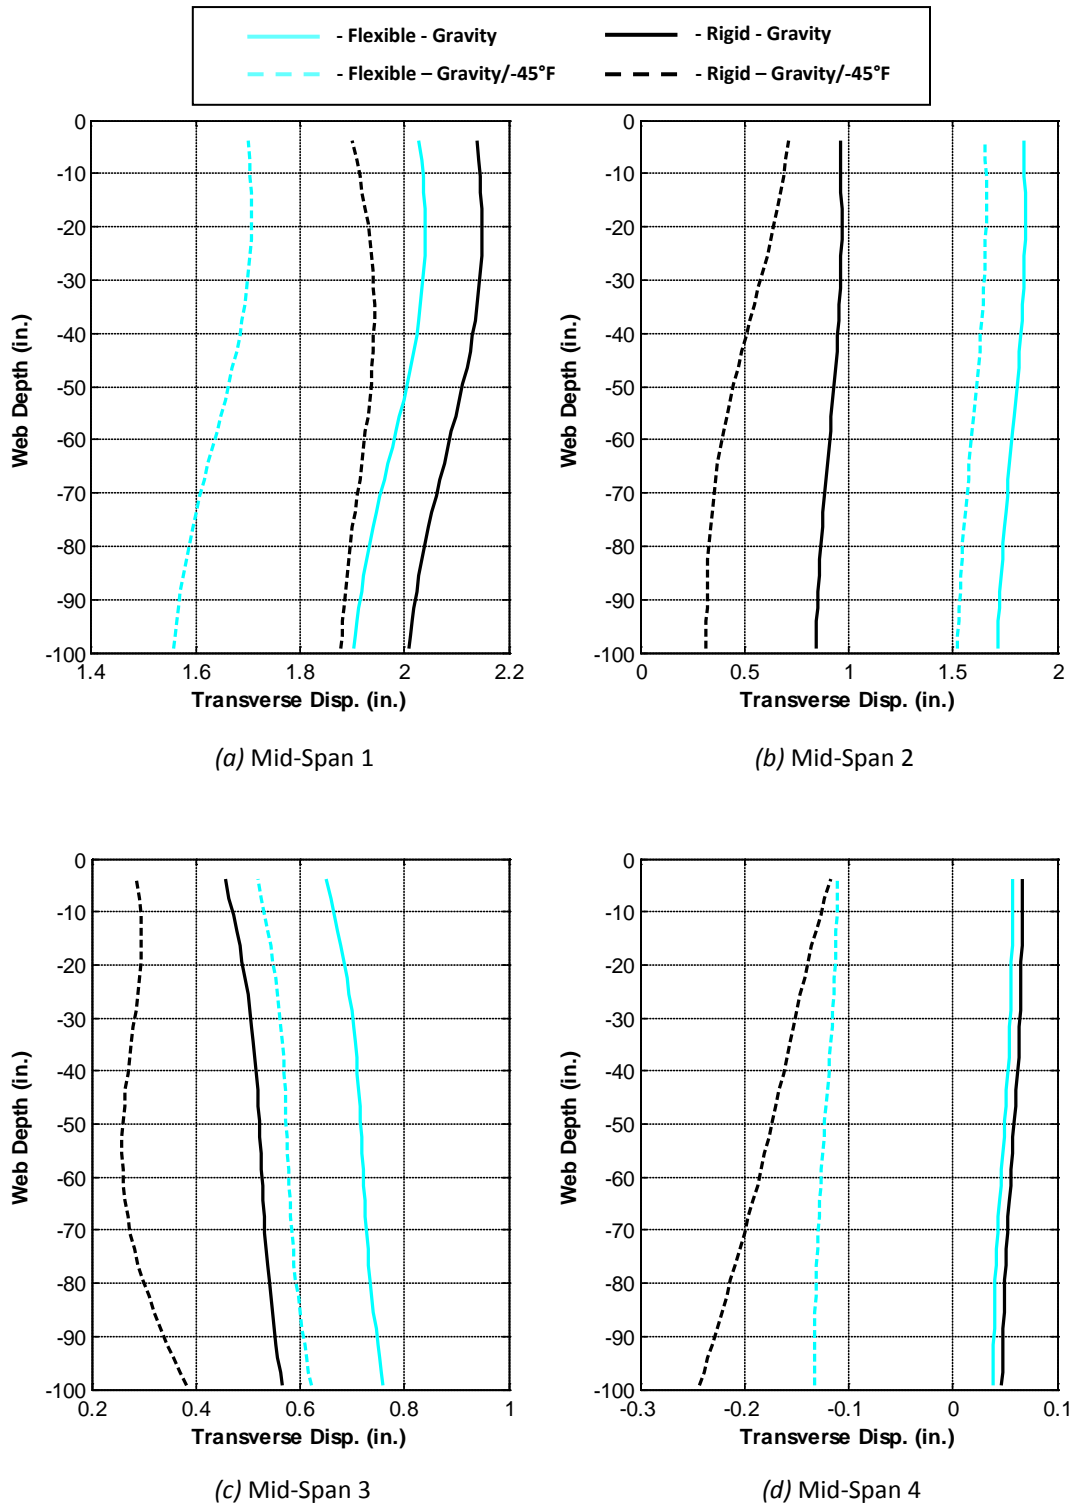 - Flexible - Gravity
- Rigid - Gravity
- Flexible – Gravity/-45°F
- Rigid – Gravity/-45°F
0
-10
-20
-30
-40
-50
-60
-70
-80
-90
-100
Web Depth (in.)
1.4 1.6 1.8 2 2.2
Transverse Disp. (in.)
(a) Mid-Span 1
0
-10
-20
-30
-40
-50
-60
-70
-80
-90
-100
Web Depth (in.)
0 0.5 1 1.5 2
Transverse Disp. (in.)
(b) Mid-Span 2
0
-10
-20
-30
-40
-50
-60
-70
-80
-90
-100
Web Depth (in.)
0.2 0.4 0.6 0.8 1
Transverse Disp. (in.)
(c) Mid-Span 3
0
-10
-20
-30
-40
-50
-60
-70
-80
-90
-100
Web Depth (in.)
-0.3 -0.2 -0.1 0 0.1
Transverse Disp. (in.)
(d) Mid-Span 4